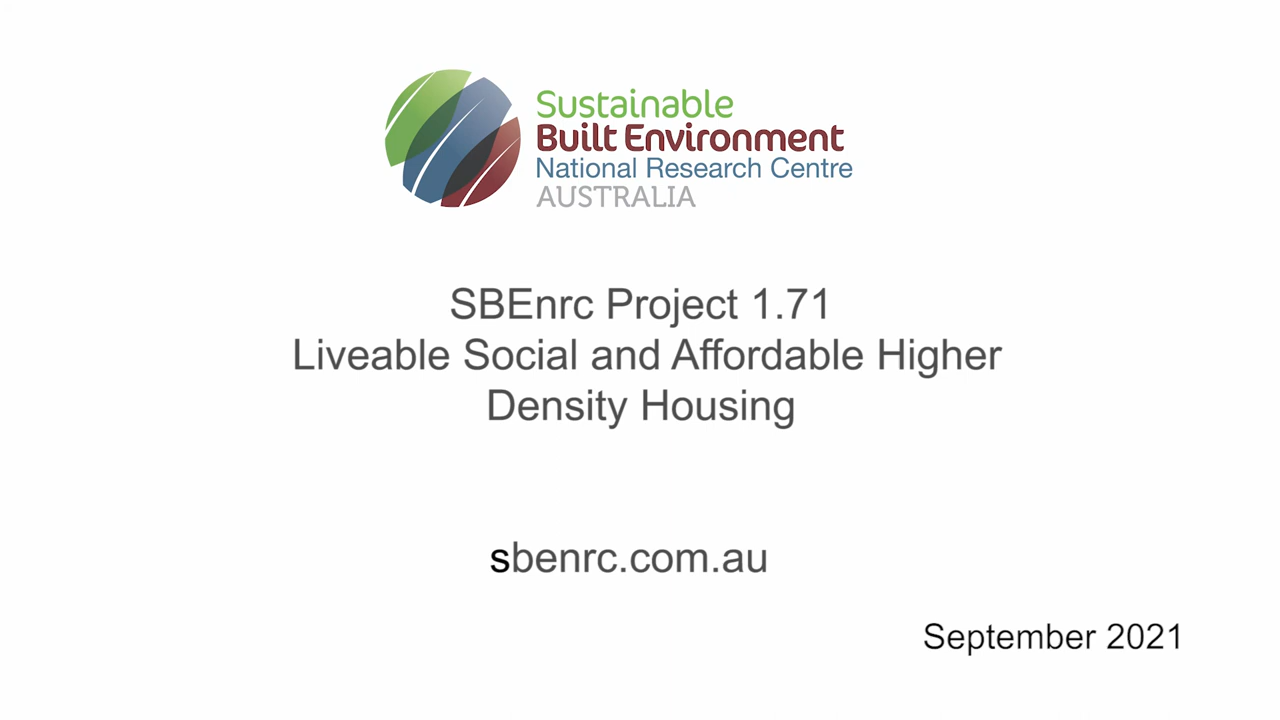 Sustainable
Built Environment
National Research Centre
AUSTRALIA
SBEnrc Project 1.71
Liveable Social and Affordable Higher
Density Housing
sbenrc.com.au
September 2021